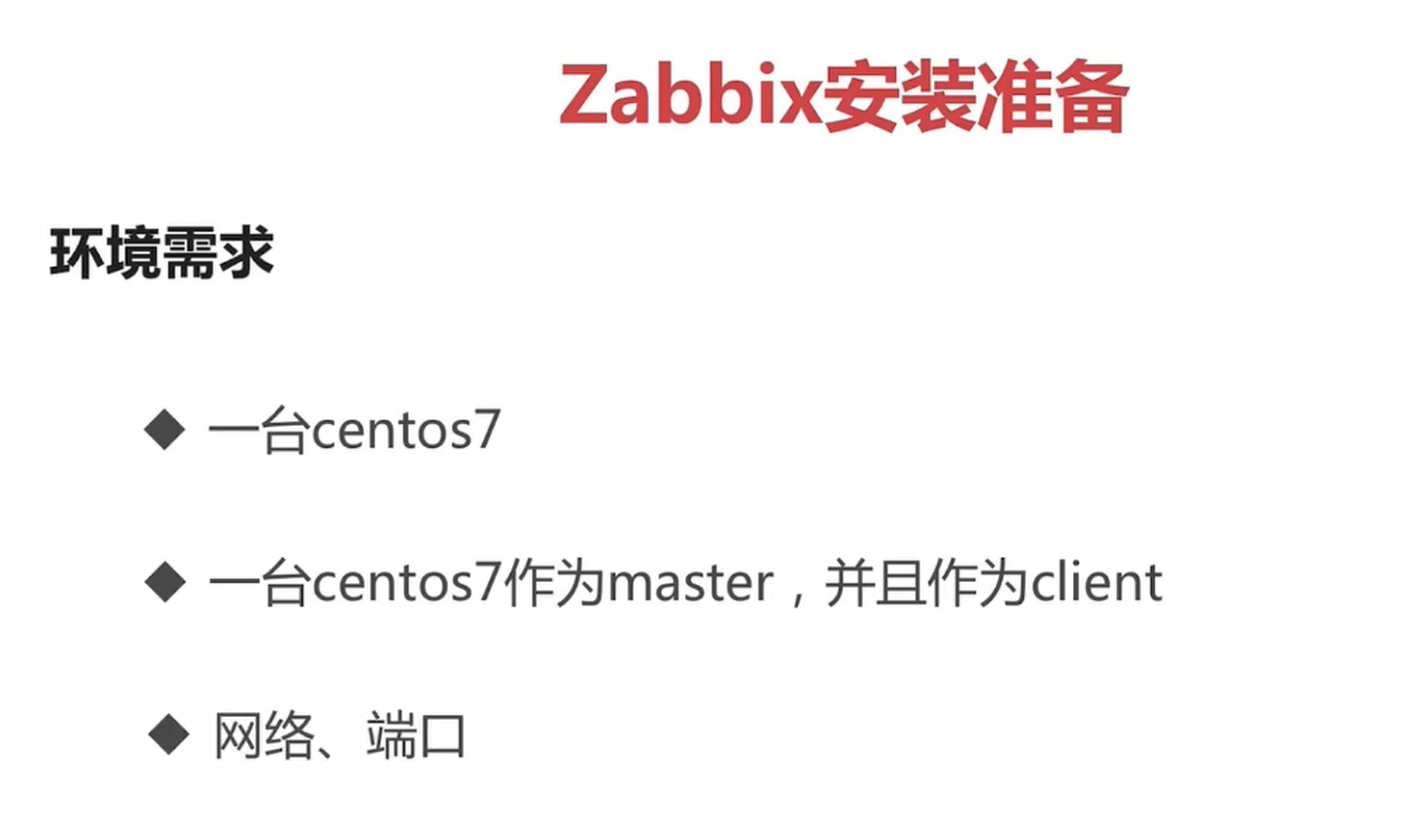 Zabbix安装准备
环境需求
◆ 一台centos7
◆ 一台centos7作为master，并且作为client
◆ 网络、端口